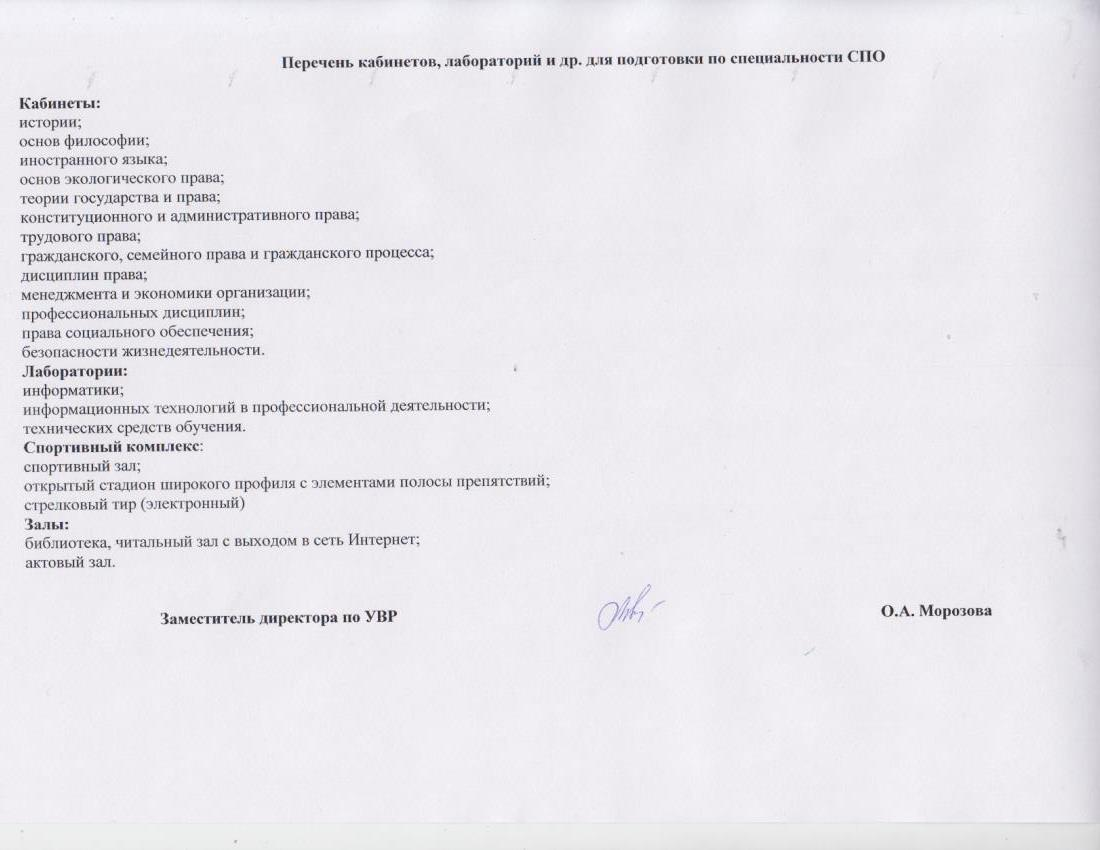 Перечень кабинетов, лабораторий и др. для подготовки по специальности СПО
Кабинеты:
истории;
основ философии;
иностранного языка;
основ экологического права;
теории государства и права;
конституционного и административного права;
трудового права;
гражданского, семейного права и гражданского процесса;
дисциплин права;
менеджмента и экономики организации;
профессиональных дисциплин;
права социального обеспечения;
безопасности жизнедеятельности.
Лаборатории:
информатики;
информационных технологий в профессиональной деятельности;
технических средств обучения.
Спортивный комплекс:
спортивный зал;
открытый стадион широкого профиля с элементами полосы препятствий;
стрелковый тир (электронный)
Залы:
библиотека, читальный зал с выходом в сеть Интернет;
актовый зал.
Заместитель директора по УВР О.А. Морозова